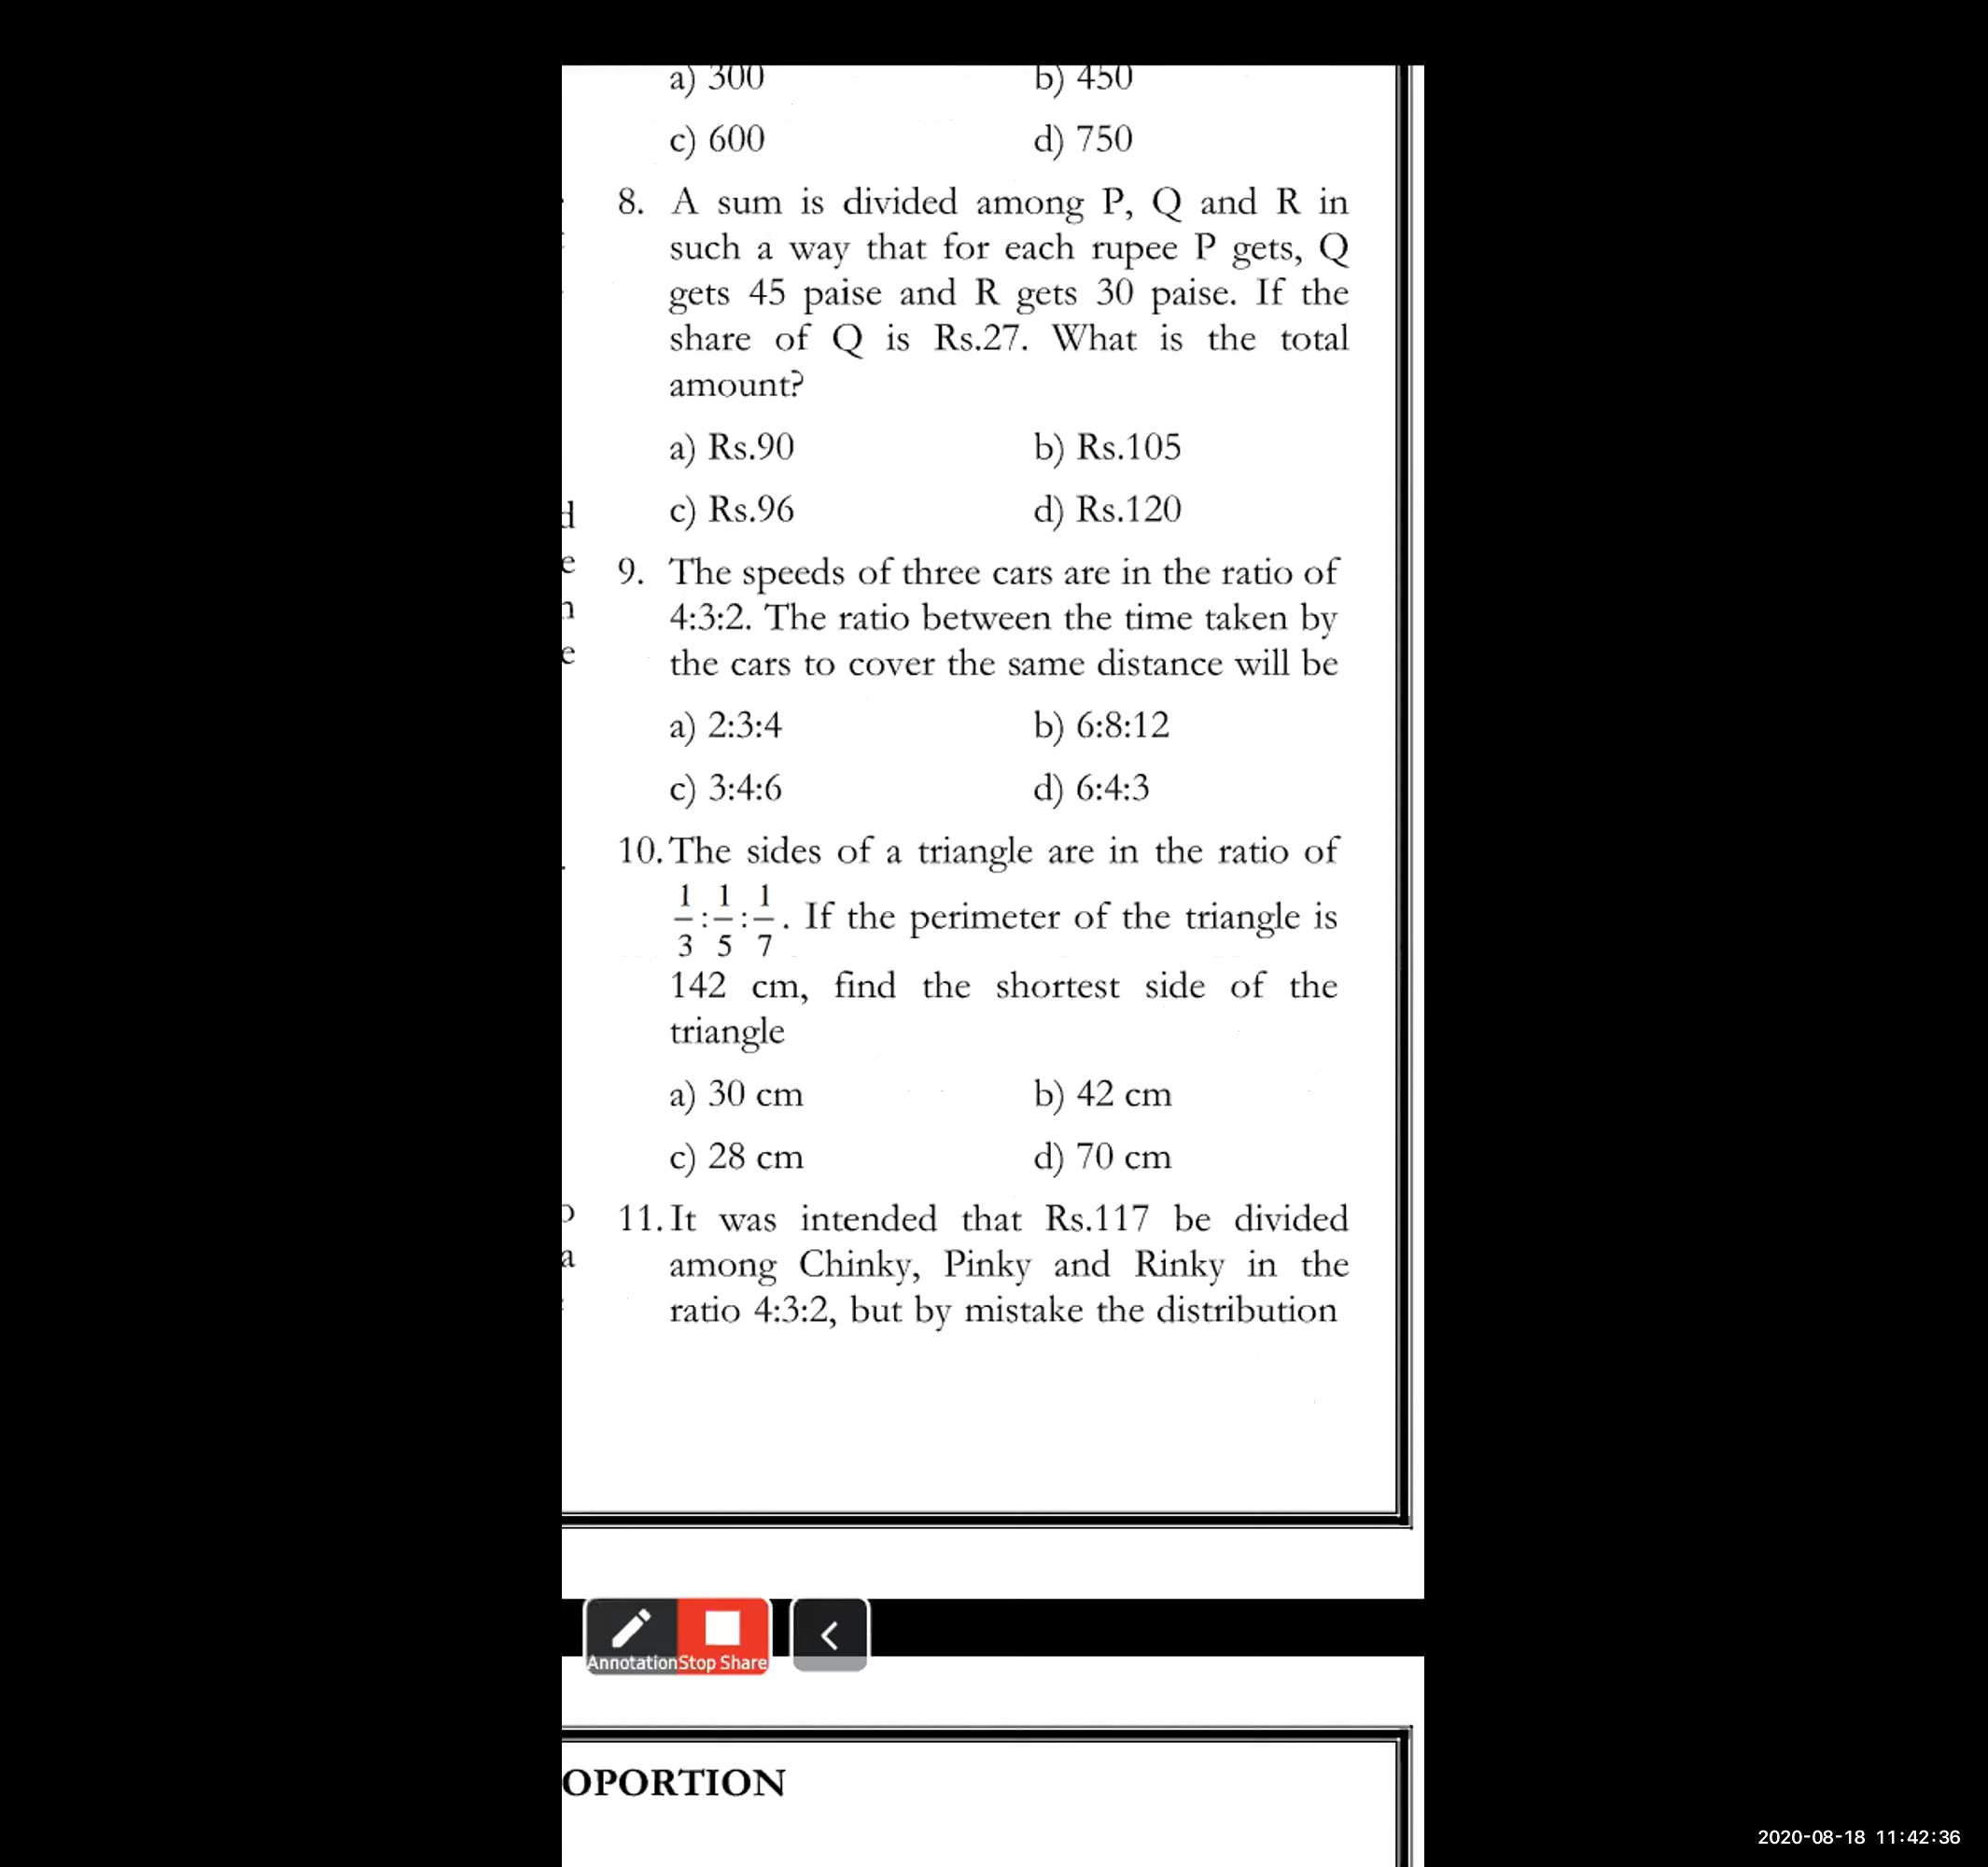 a) 300 b) 450
c) 600 d) 750
8. A sum is divided among P, Q and R in
such a way that for each rupee P gets, Q
gets 45 paise and R gets 30 paise. If the
share of Q is Rs.27. What is the total
amount?
a) Rs.90 b) Rs.105
c) Rs.96 d) Rs.120
9. The speeds of three cars are in the ratio of
4:3:2. The ratio between the time taken by
the cars to cover the same distance will be
a) 2:3:4 b) 6:8:12
c) 3:4:6 d) 6:4:3
10. The sides of a triangle are in the ratio of
1/3 : 1/5 : 1/7 . If the perimeter of the triangle is
142 cm, find the shortest side of the
triangle
a) 30 cm b) 42 cm
c) 28 cm d) 70 cm
11. It was intended that Rs.117 be divided
among Chinky, Pinky and Rinky in the
ratio 4:3:2, but by mistake the distribution
Annotation Stop Share
OPORTION
2020-08-18 11:42:36